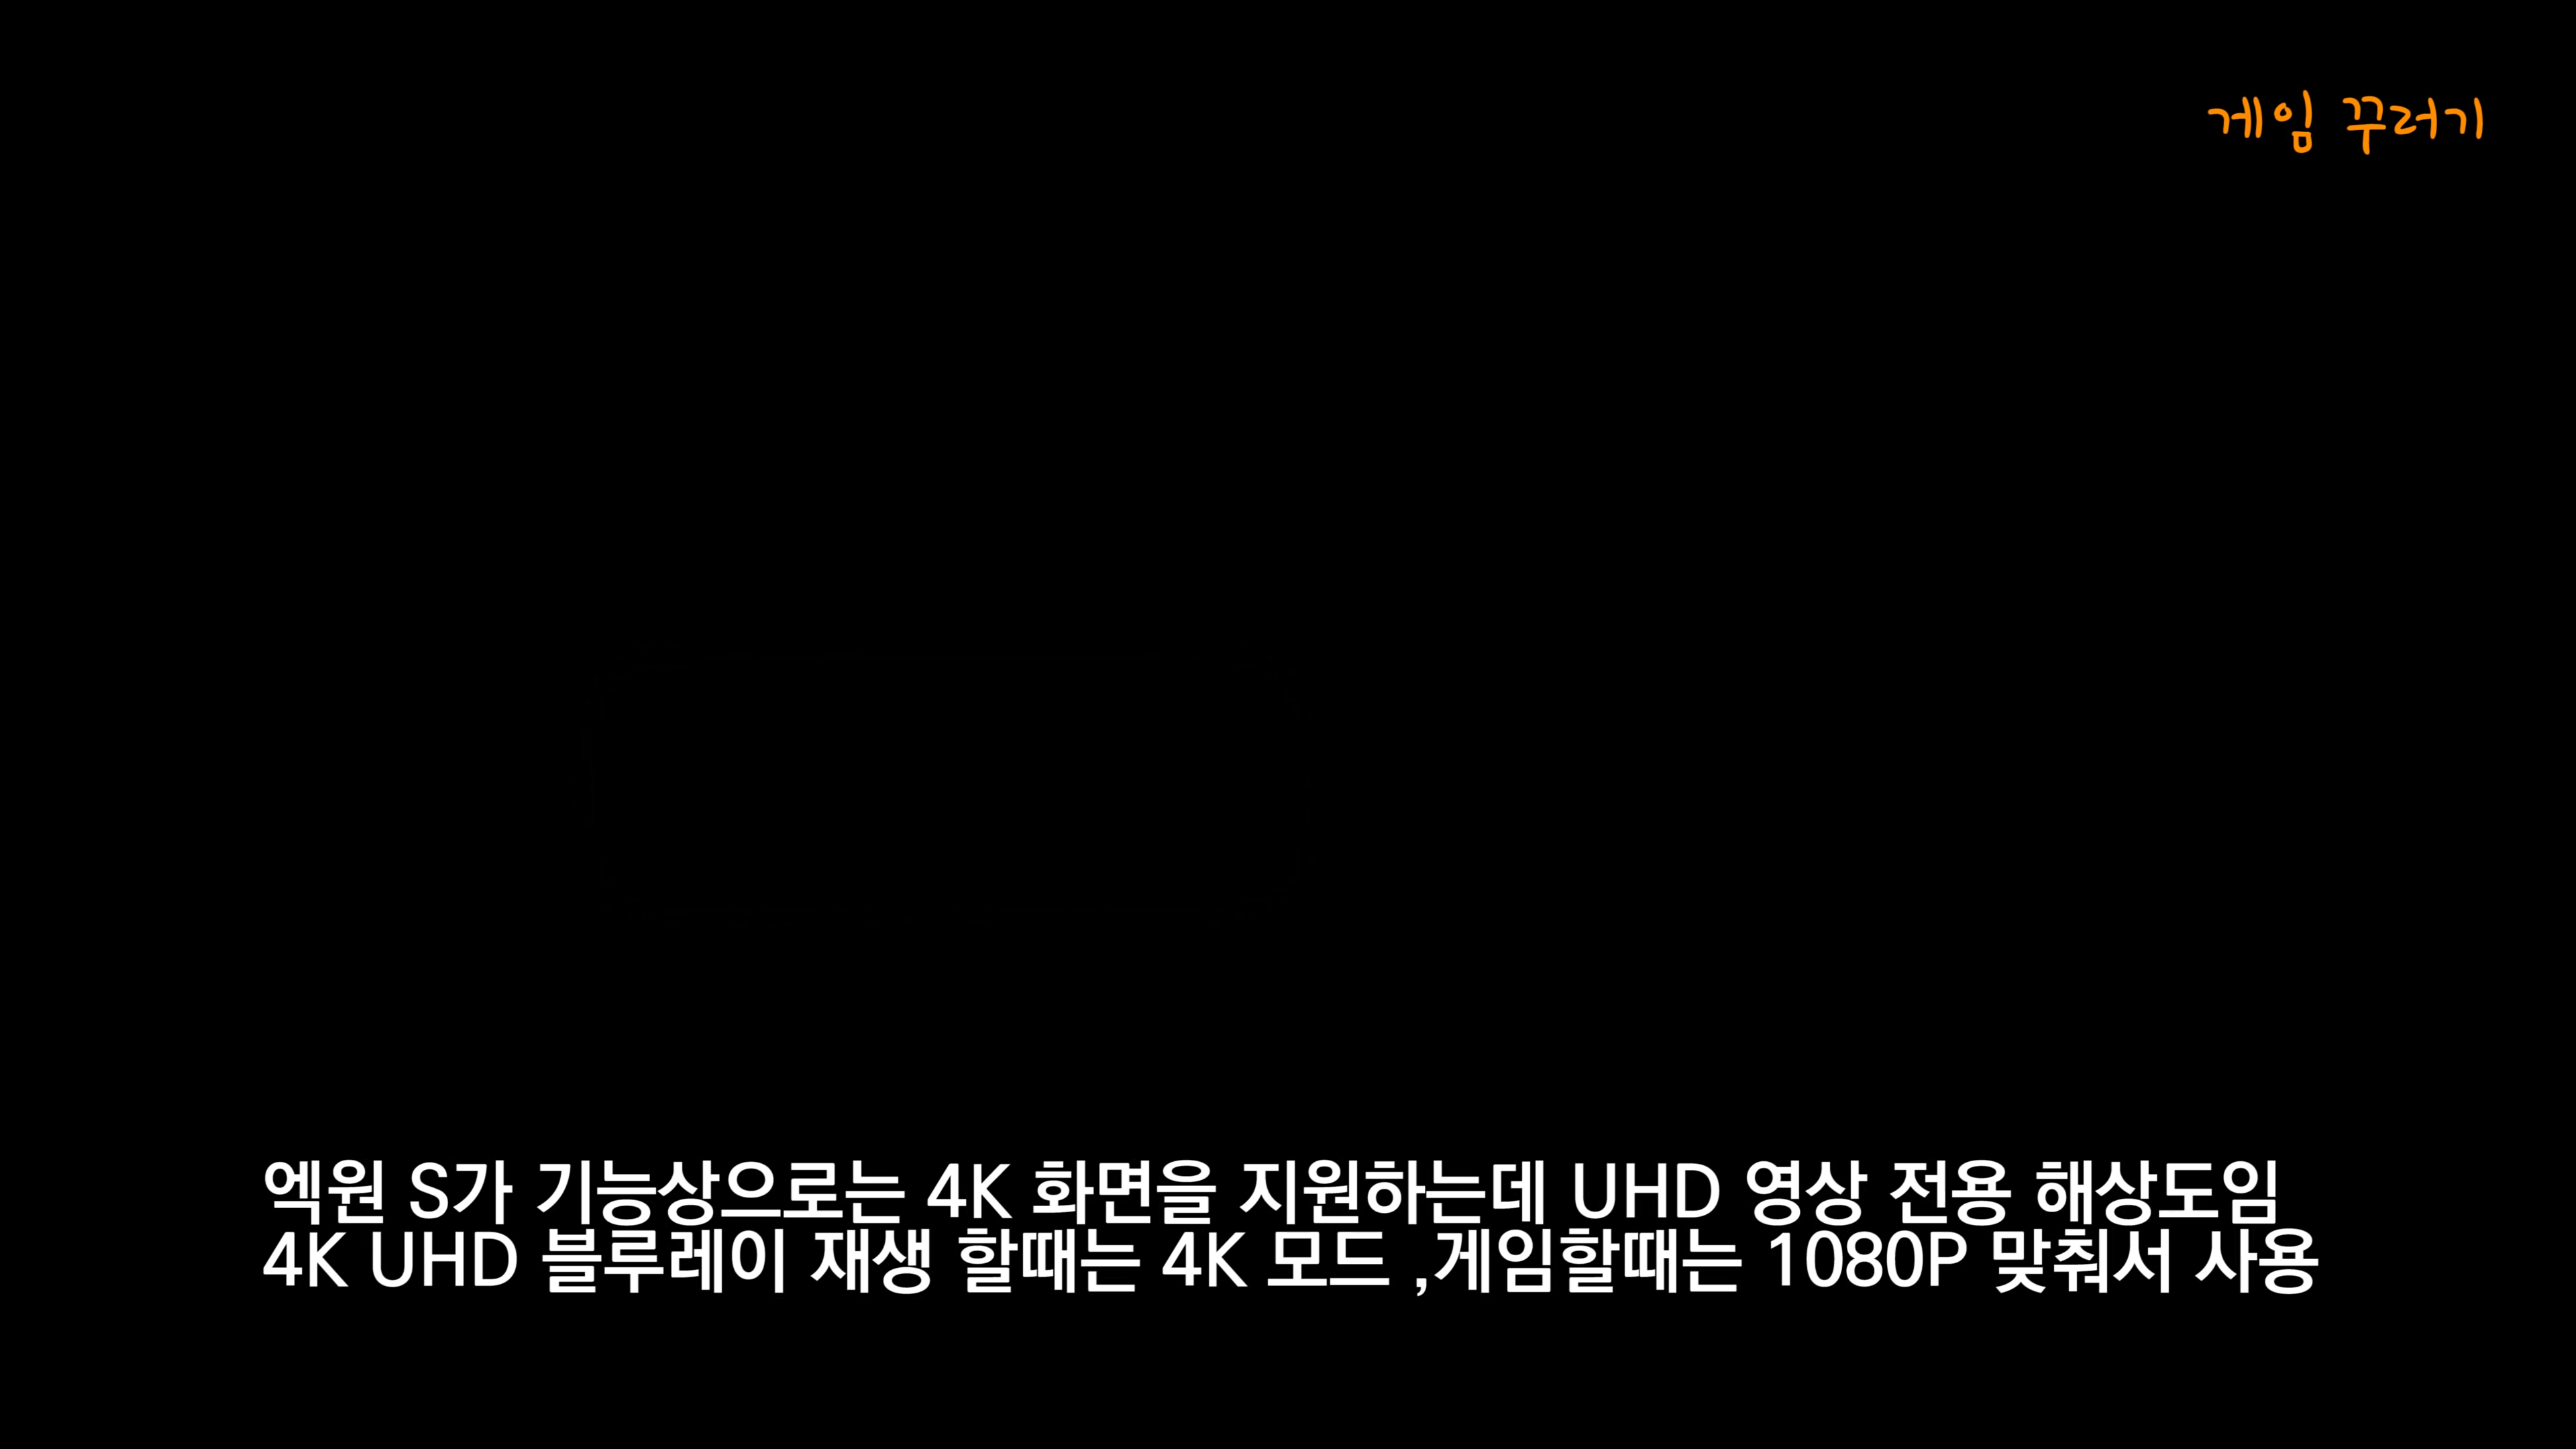 게임 꾸러기
엑원 S가 기능상으로는 4K 화면을 지원하는데 UHD 영상 전용 해상도임
4K UHD 블루레이 재생 할때는 4K 모드 ,게임할때는 1080P 맞춰서 사용